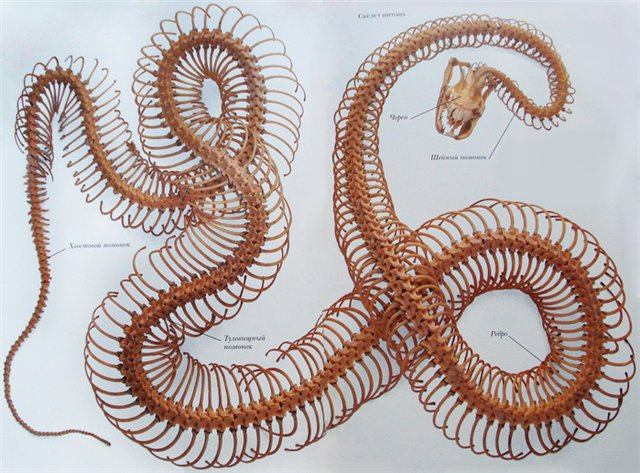 Скелет питона
Череп
Шейный позвонок
Хвостовой позвонок
Туловищный
позвонок
Ребро